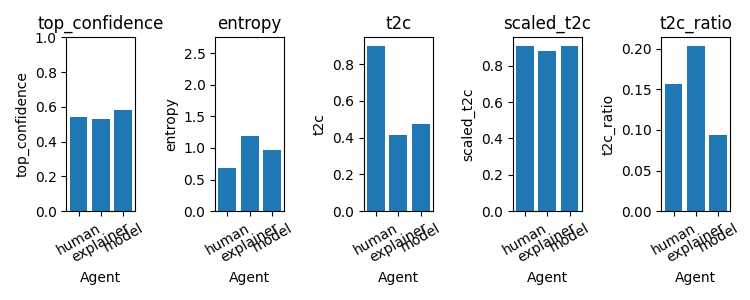 top_confidence
top_confidence
1.0
0.8
0.6
0.4
0.2
0.0
human
explainer
model
Agent
entropy
entropy
2.5
2.0
1.5
1.0
0.5
0.0
human
explainer
model
Agent
t2c
t2c
0.8
0.6
0.4
0.2
0.0
human
explainer
model
Agent
scaled_t2c
scaled_t2c
0.8
0.6
0.4
0.2
0.0
human
explainer
model
Agent
t2c_ratio
t2c_ratio
0.20
0.15
0.10
0.05
0.00
human
explainer
model
Agent